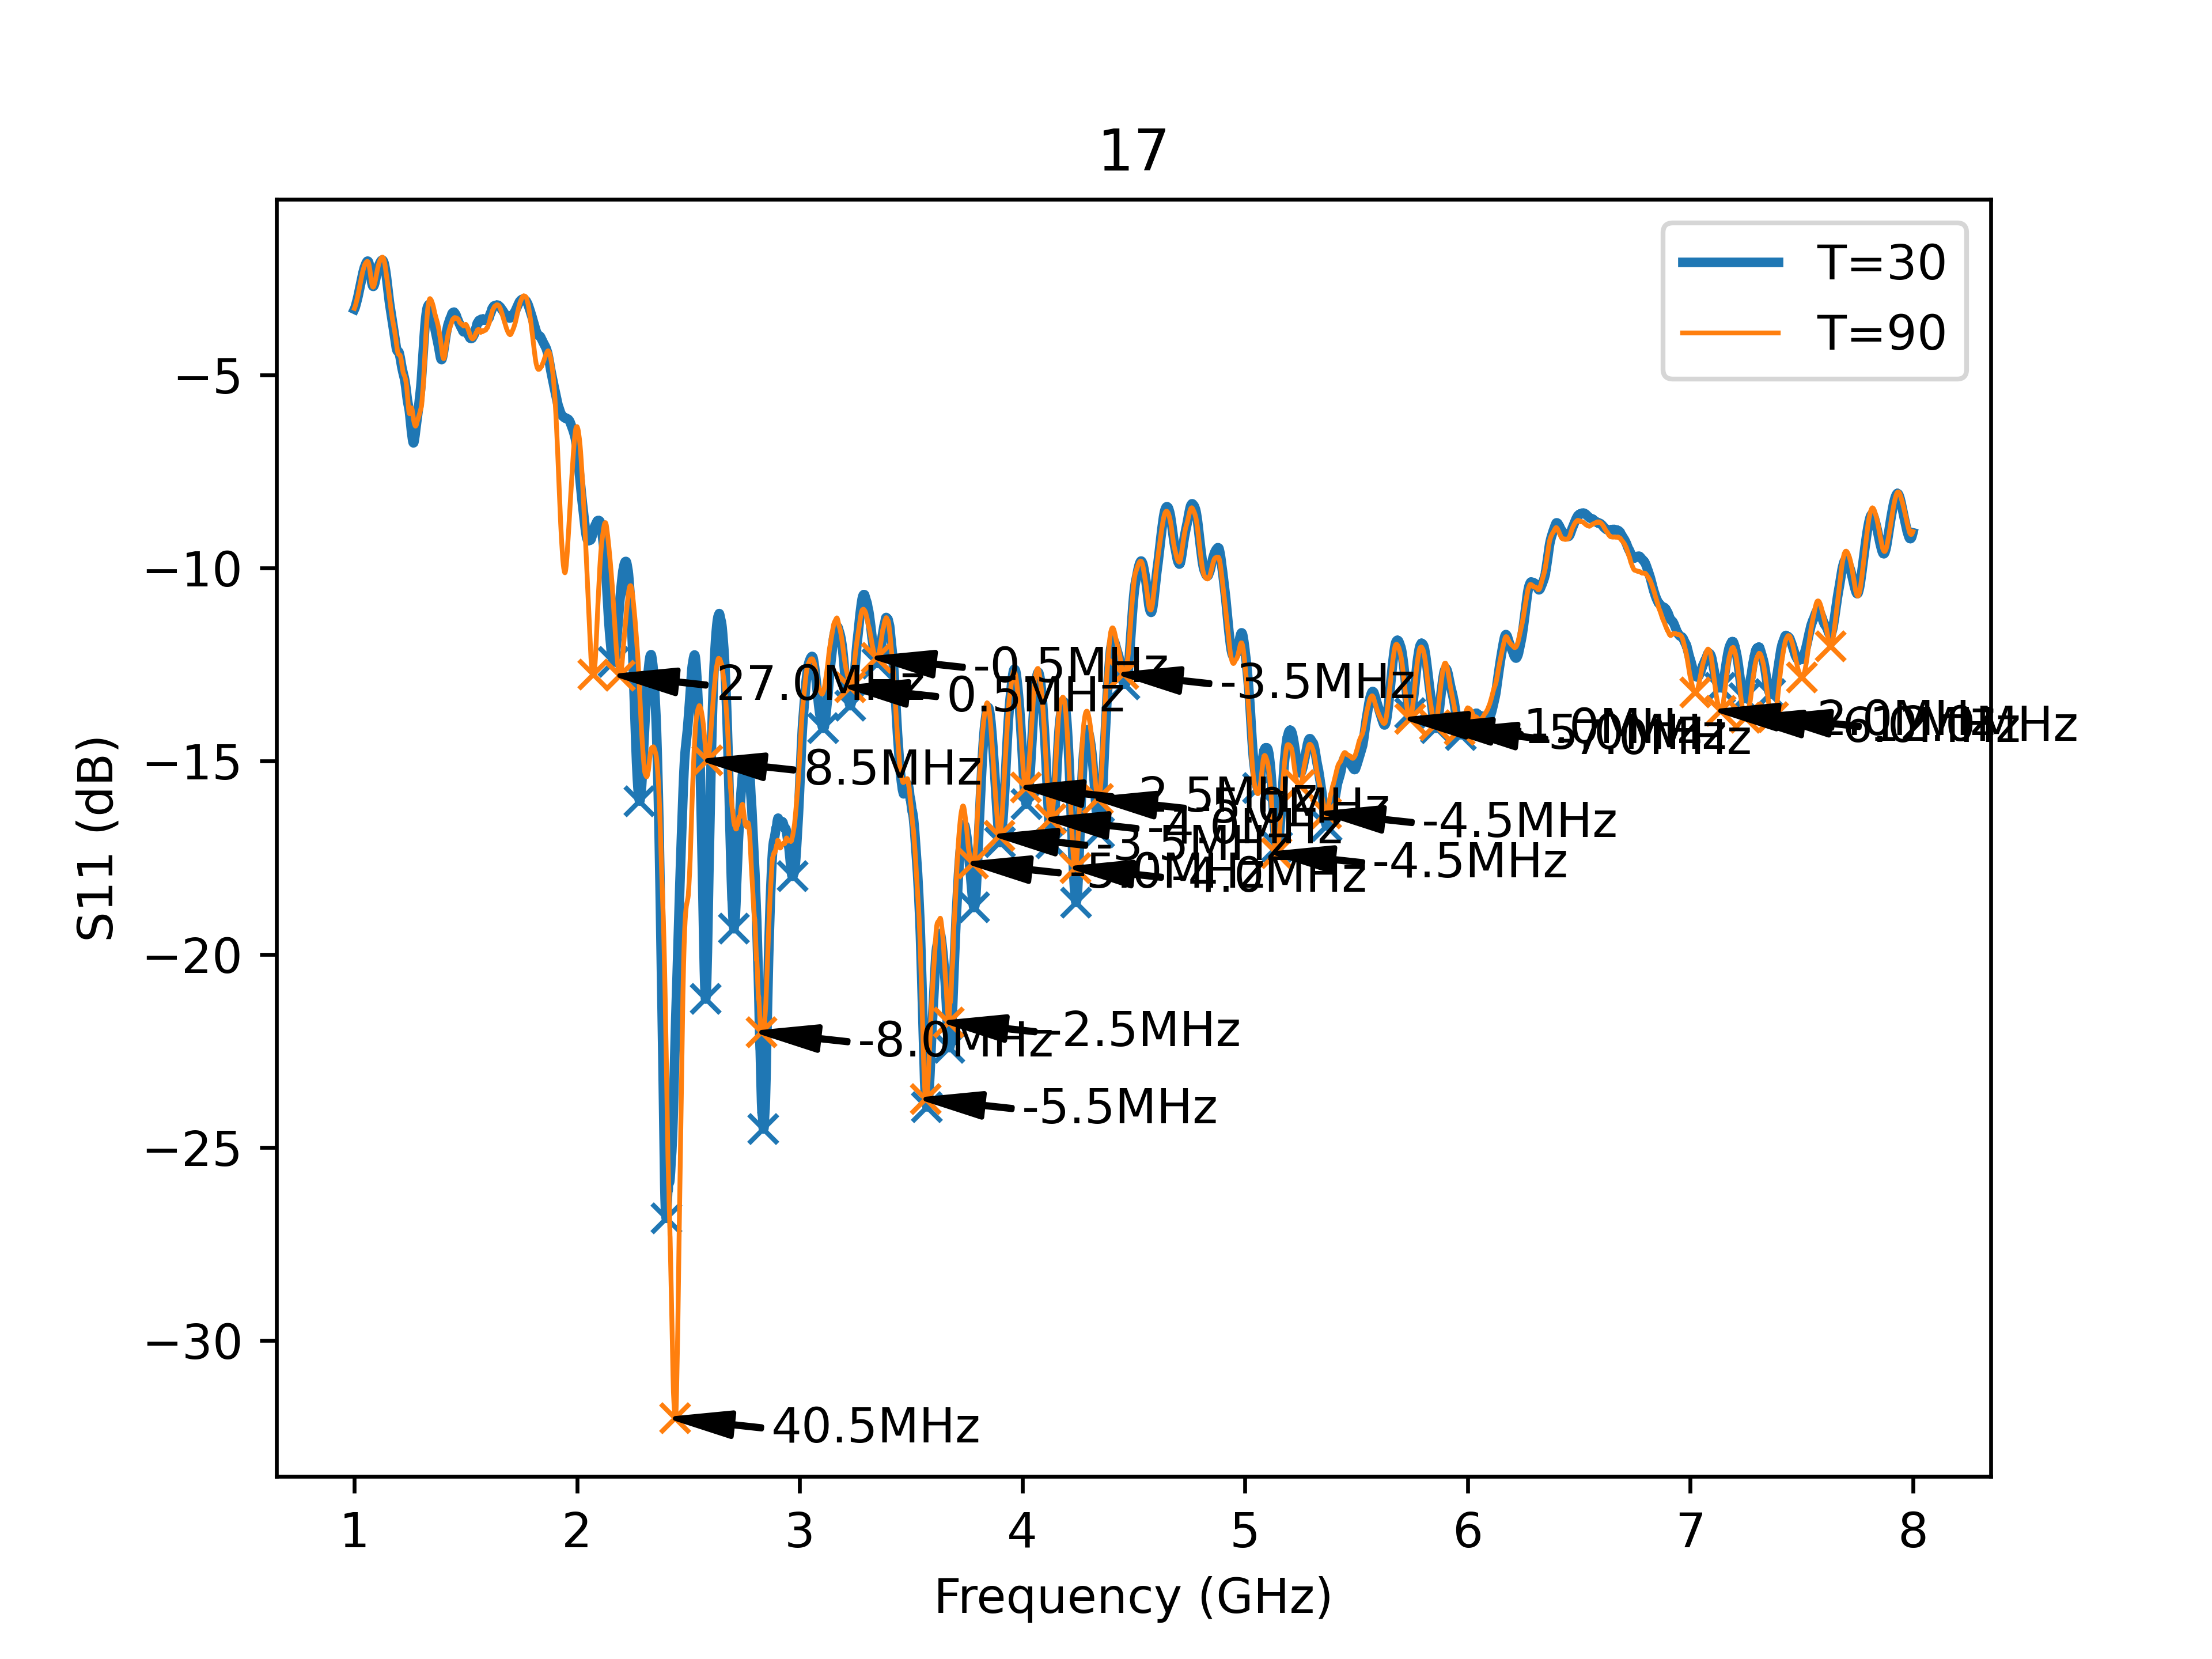 17
T=30
T=90
−5
−10
−15
−20
−25
−30
S11 (dB)
-0.5MHz
27.0MHz
0.5MHz
-3.5MHz
8.5MHz
-4.5MHz
-4.5MHz
-4.0MHz
-8.0MHz
-2.5MHz
-5.5MHz
40.5MHz
1 2 3 4 5 6 7 8
Frequency (GHz)